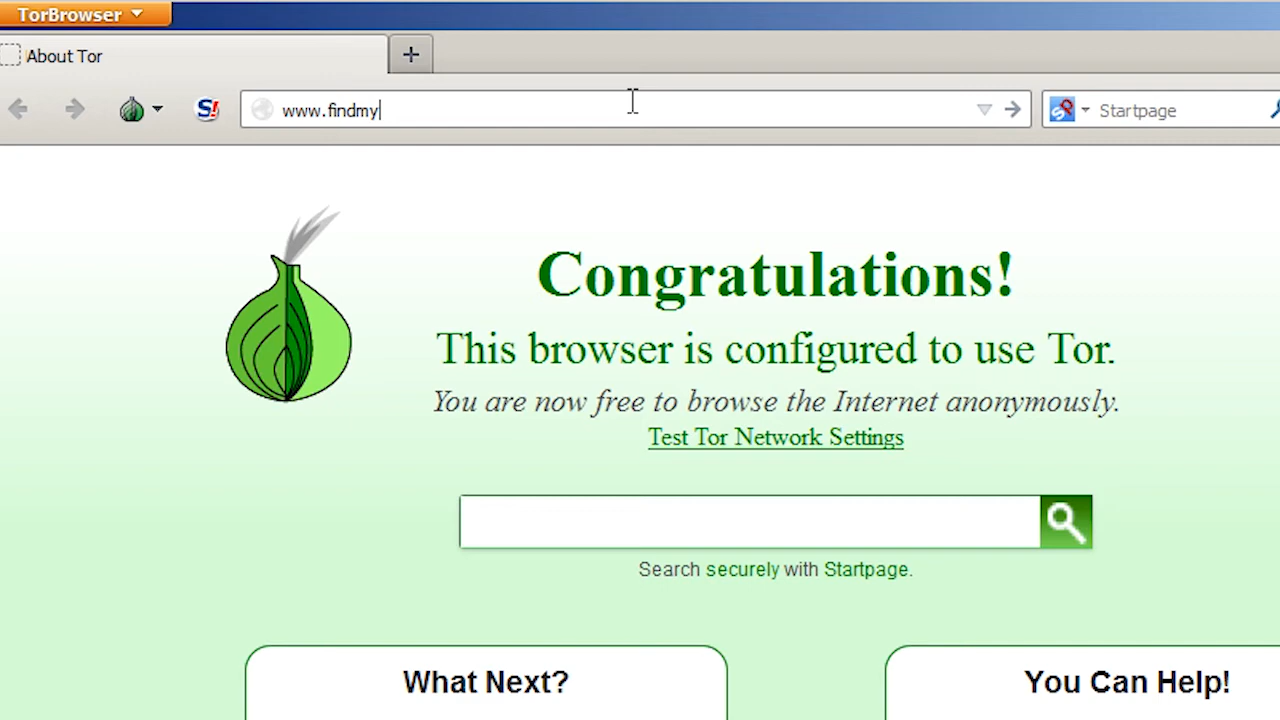 TorBrowser
About Tor
www.findmy
Startpage
Congratulations!
This browser is configured to use Tor.
You are now free to browse the Internet anonymously.
Test Tor Network Settings
Search securely with Startpage.
What Next?
You Can Help!